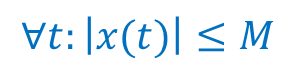 ∀t: |x(t)| ≤ M